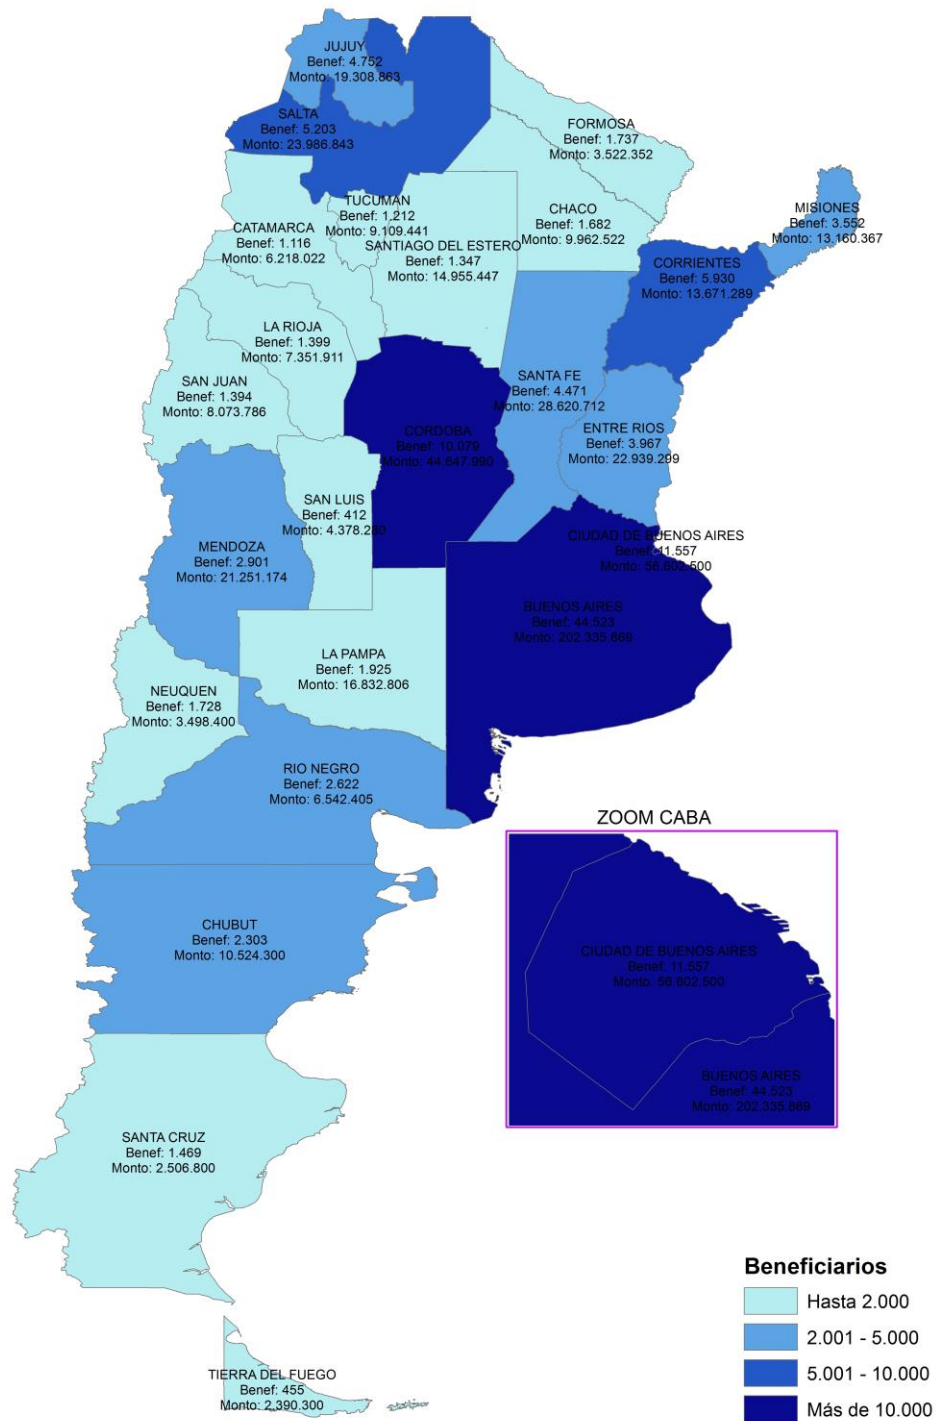 JUJUY
Benef: 4.752
Monto: 19.308.863
SALTA
Benef: 5.203
Monto: 23.986.843
FORMOSA
Benef: 1.737
Monto: 3.522.352
TUCUMAN
Benef: 1.212
Monto: 9.109.441
CHACO
Benef: 1.682
Monto: 9.962.522
MISIONES
Benef: 3.552
Monto: 13.160.367
CATAMARCA
Benef: 1.116
Monto: 6.218.022
SANTIAGO DEL ESTERO
Benef: 1.347
Monto: 14.955.447
CORRIENTES
Benef: 5.930
Monto: 13.671.289
LA RIOJA
Benef: 1.399
Monto: 7.351.911
SAN JUAN
Benef: 1.394
Monto: 8.073.786
SANTA FE
Benef: 4.471
Monto: 28.620.712
CORDOBA
Benef: 10.079
Monto: 44.647.990
ENTRE RIOS
Benef: 3.967
Monto: 22.939.299
SAN LUIS
Benef: 412
Monto: 4.378.280
MENDOZA
Benef: 2.901
Monto: 21.251.174
CIUDAD DE BUENOS AIRES
Benef: 11.557
Monto: 56.602.500
BUENOS AIRES
Benef: 44.523
Monto: 202.335.869
LA PAMPA
Benef: 1.925
Monto: 16.832.806
NEUQUEN
Benef: 1.728
Monto: 3.498.400
RIO NEGRO
Benef: 2.622
Monto: 6.542.405
ZOOM CABA
CIUDAD DE BUENOS AIRES
Benef: 11.557
Monto: 56.602.500
BUENOS AIRES
Benef: 44.523
Monto: 202.335.869
CHUBUT
Benef: 2.303
Monto: 10.524.300
SANTA CRUZ
Benef: 1.469
Monto: 2.506.800
TIERRA DEL FUEGO
Benef: 455
Monto: 2.390.300
Beneficiarios
Hasta 2.000
2.001 - 5.000
5.001 - 10.000
Más de 10.000